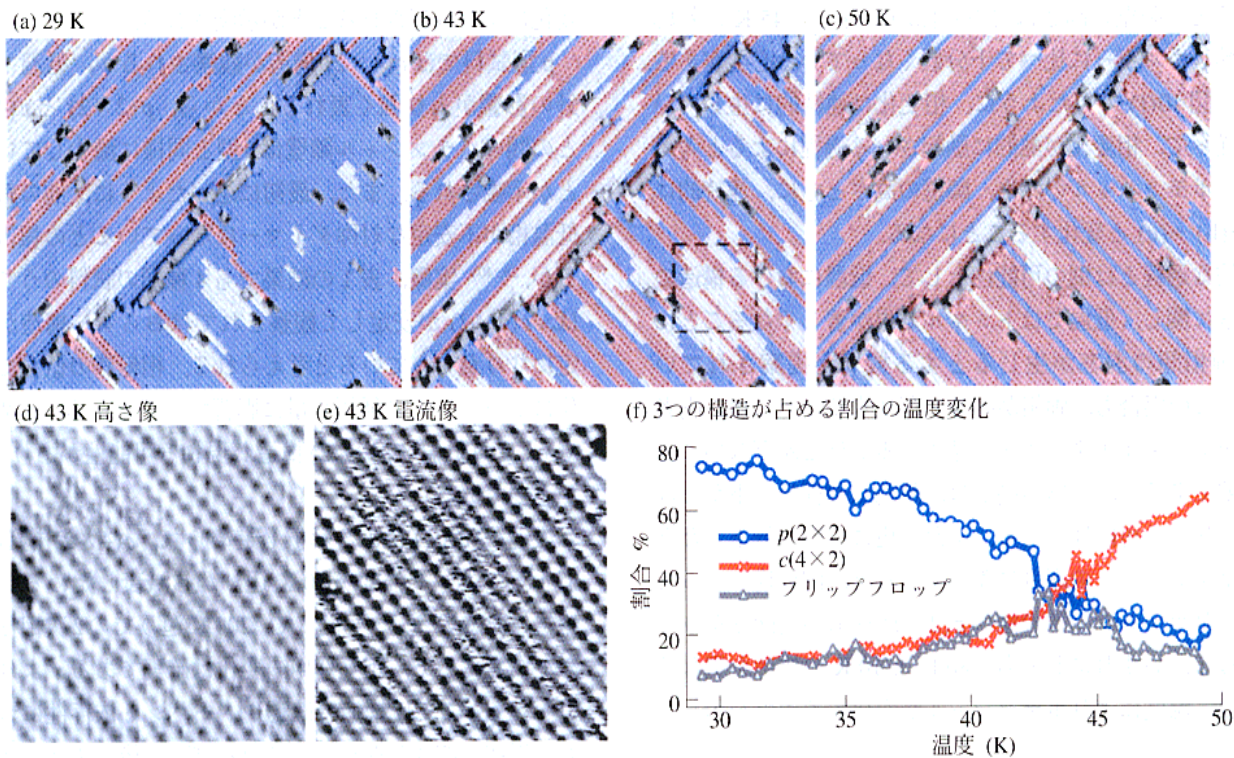 (a) 29 K
(b) 43 K
(c) 50 K
(d) 43 K 高さ像
(e) 43 K 電流像
(f) 3つの構造が占める割合の温度変化
80
60
40
20
0
割合 %
p(2×2)
c(4×2)
フリップフロップ
30
35
40
45
50
温度 (K)